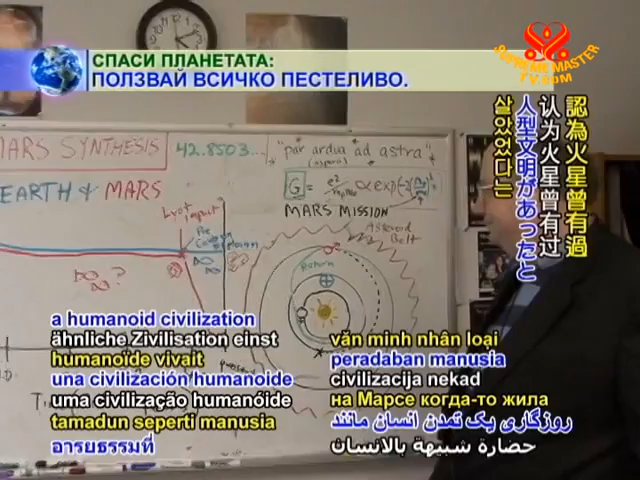 СПАСИ ПЛАНЕТАТА:
ПОЛЗВАЙ ВСИЧКО ПЕСТЕЛИВО.
SUPREME MASTER
TV.COM
認為火星曾有過
认为火星曾有过
人型文明があったと
살았었다는
MARS SYNTHESIS
42.8503...
"par ardua ad astra"
(aspera)
EARTH & MARS
MARS MISSION
Lyot
impact
Asteroid
Belt
Return
?
a humanoid civilization
ähnliche Zivilisation einst
humanoïde vivait
una civilización humanoide
uma civilização humanóide
tamadun seperti manusia
อารยธรรมที่
văn minh nhân loại
peradaban manusia
civilizacija nekad
на Марсе когда-то жила
روزگاری یک تمدن انسان مانند
حضارة شبيهة بالانسان